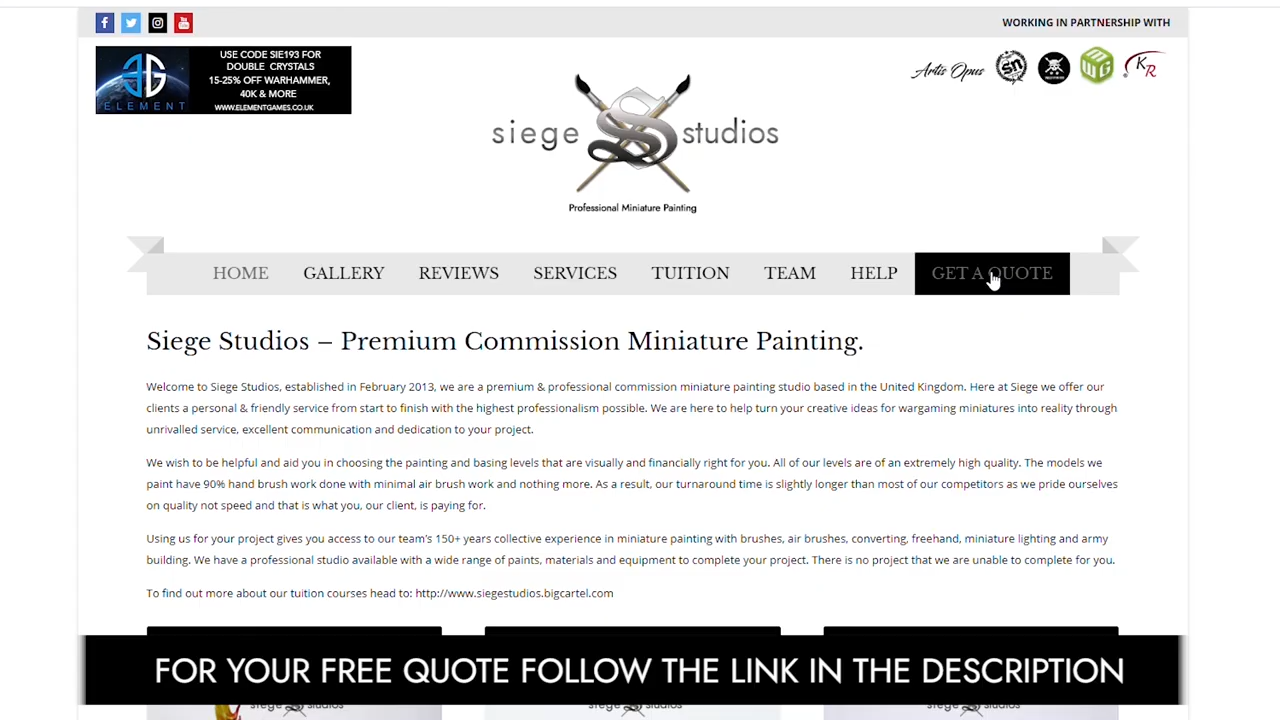 WORKING IN PARTNERSHIP WITH
USE CODE SIE193 FOR
DOUBLE CRYSTALS
15-25% OFF WARHAMMER,
40K & MORE
WWW.ELEMENTGAMES.CO.UK
ELEMENT
Artis Opus
KR
siege S studios
Professional Miniature Painting
HOME GALLERY REVIEWS SERVICES TUITION TEAM HELP GET A QUOTE
Siege Studios – Premium Commission Miniature Painting.
Welcome to Siege Studios, established in February 2013, we are a premium & professional commission miniature painting studio based in the United Kingdom. Here at Siege we offer our
clients a personal & friendly service from start to finish with the highest professionalism possible. We are here to help turn your creative ideas for wargaming miniatures into reality through
unrivalled service, excellent communication and dedication to your project.
We wish to be helpful and aid you in choosing the painting and basing levels that are visually and financially right for you. All of our levels are of an extremely high quality. The models we
paint have 90% hand brush work done with minimal air brush work and nothing more. As a result, our turnaround time is slightly longer than most of our competitors as we pride ourselves
on quality not speed and that is what you, our client, is paying for.
Using us for your project gives you access to our team's 150+ years collective experience in miniature painting with brushes, air brushes, converting, freehand, miniature lighting and army
building. We have a professional studio available with a wide range of paints, materials and equipment to complete your project. There is no project that we are unable to complete for you.
To find out more about our tuition courses head to: http://www.siegestudios.bigcartel.com
FOR YOUR FREE QUOTE FOLLOW THE LINK IN THE DESCRIPTION